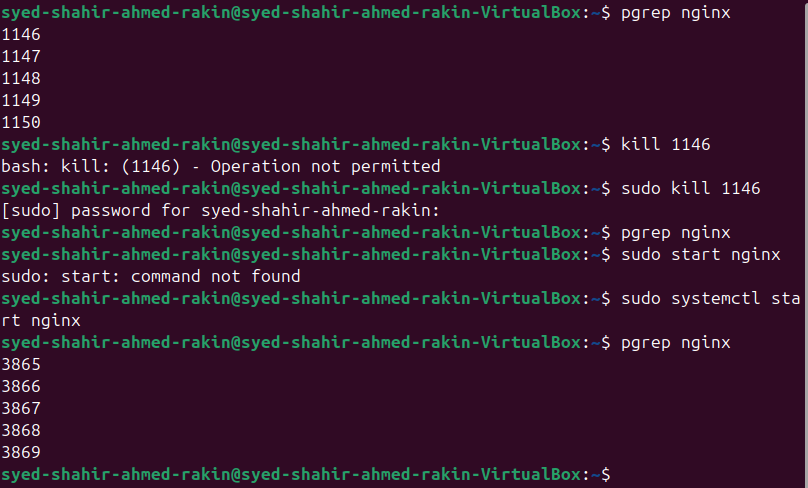 syed-shahir-ahmed-rakin@syed-shahir-ahmed-rakin-VirtualBox:~$ pgrep nginx
1146
1147
1148
1149
1150
syed-shahir-ahmed-rakin@syed-shahir-ahmed-rakin-VirtualBox:~$ kill 1146
bash: kill: (1146) - Operation not permitted
syed-shahir-ahmed-rakin@syed-shahir-ahmed-rakin-VirtualBox:~$ sudo kill 1146
[sudo] password for syed-shahir-ahmed-rakin:
syed-shahir-ahmed-rakin@syed-shahir-ahmed-rakin-VirtualBox:~$ pgrep nginx
syed-shahir-ahmed-rakin@syed-shahir-ahmed-rakin-VirtualBox:~$ sudo start nginx
sudo: start: command not found
syed-shahir-ahmed-rakin@syed-shahir-ahmed-rakin-VirtualBox:~$ sudo systemctl sta
rt nginx
syed-shahir-ahmed-rakin@syed-shahir-ahmed-rakin-VirtualBox:~$ pgrep nginx
3865
3866
3867
3868
3869
syed-shahir-ahmed-rakin@syed-shahir-ahmed-rakin-VirtualBox:~$